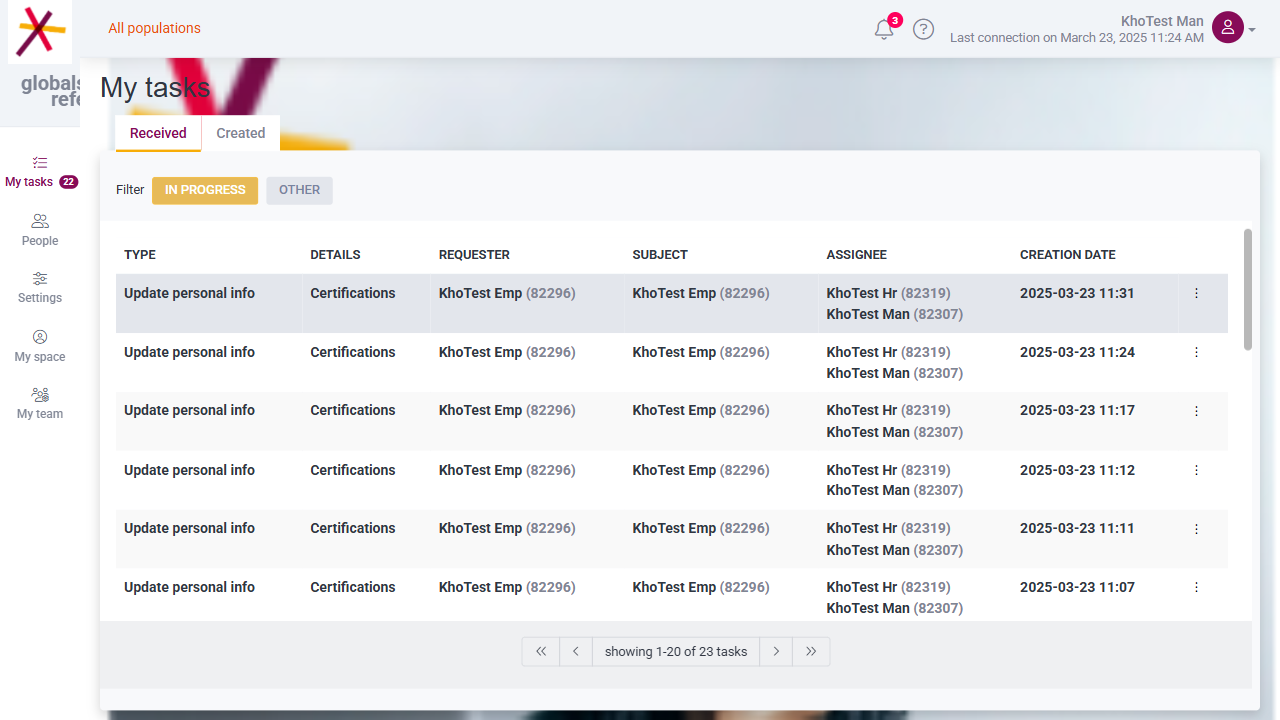 All populations
3
KhoTest Man
Last connection on March 23, 2025 11:24 AM
globals
refe
My tasks
Received
Created
My tasks 22
People
Settings
My space
My team
Filter IN PROGRESS OTHER
TYPE DETAILS REQUESTER SUBJECT ASSIGNEE CREATION DATE
Update personal info Certifications KhoTest Emp (82296) KhoTest Emp (82296) KhoTest Hr (82319) 2025-03-23 11:31
KhoTest Man (82307)
Update personal info Certifications KhoTest Emp (82296) KhoTest Emp (82296) KhoTest Hr (82319) 2025-03-23 11:24
KhoTest Man (82307)
Update personal info Certifications KhoTest Emp (82296) KhoTest Emp (82296) KhoTest Hr (82319) 2025-03-23 11:17
KhoTest Man (82307)
Update personal info Certifications KhoTest Emp (82296) KhoTest Emp (82296) KhoTest Hr (82319) 2025-03-23 11:12
KhoTest Man (82307)
Update personal info Certifications KhoTest Emp (82296) KhoTest Emp (82296) KhoTest Hr (82319) 2025-03-23 11:11
KhoTest Man (82307)
Update personal info Certifications KhoTest Emp (82296) KhoTest Emp (82296) KhoTest Hr (82319) 2025-03-23 11:07
KhoTest Man (82307)
showing 1-20 of 23 tasks